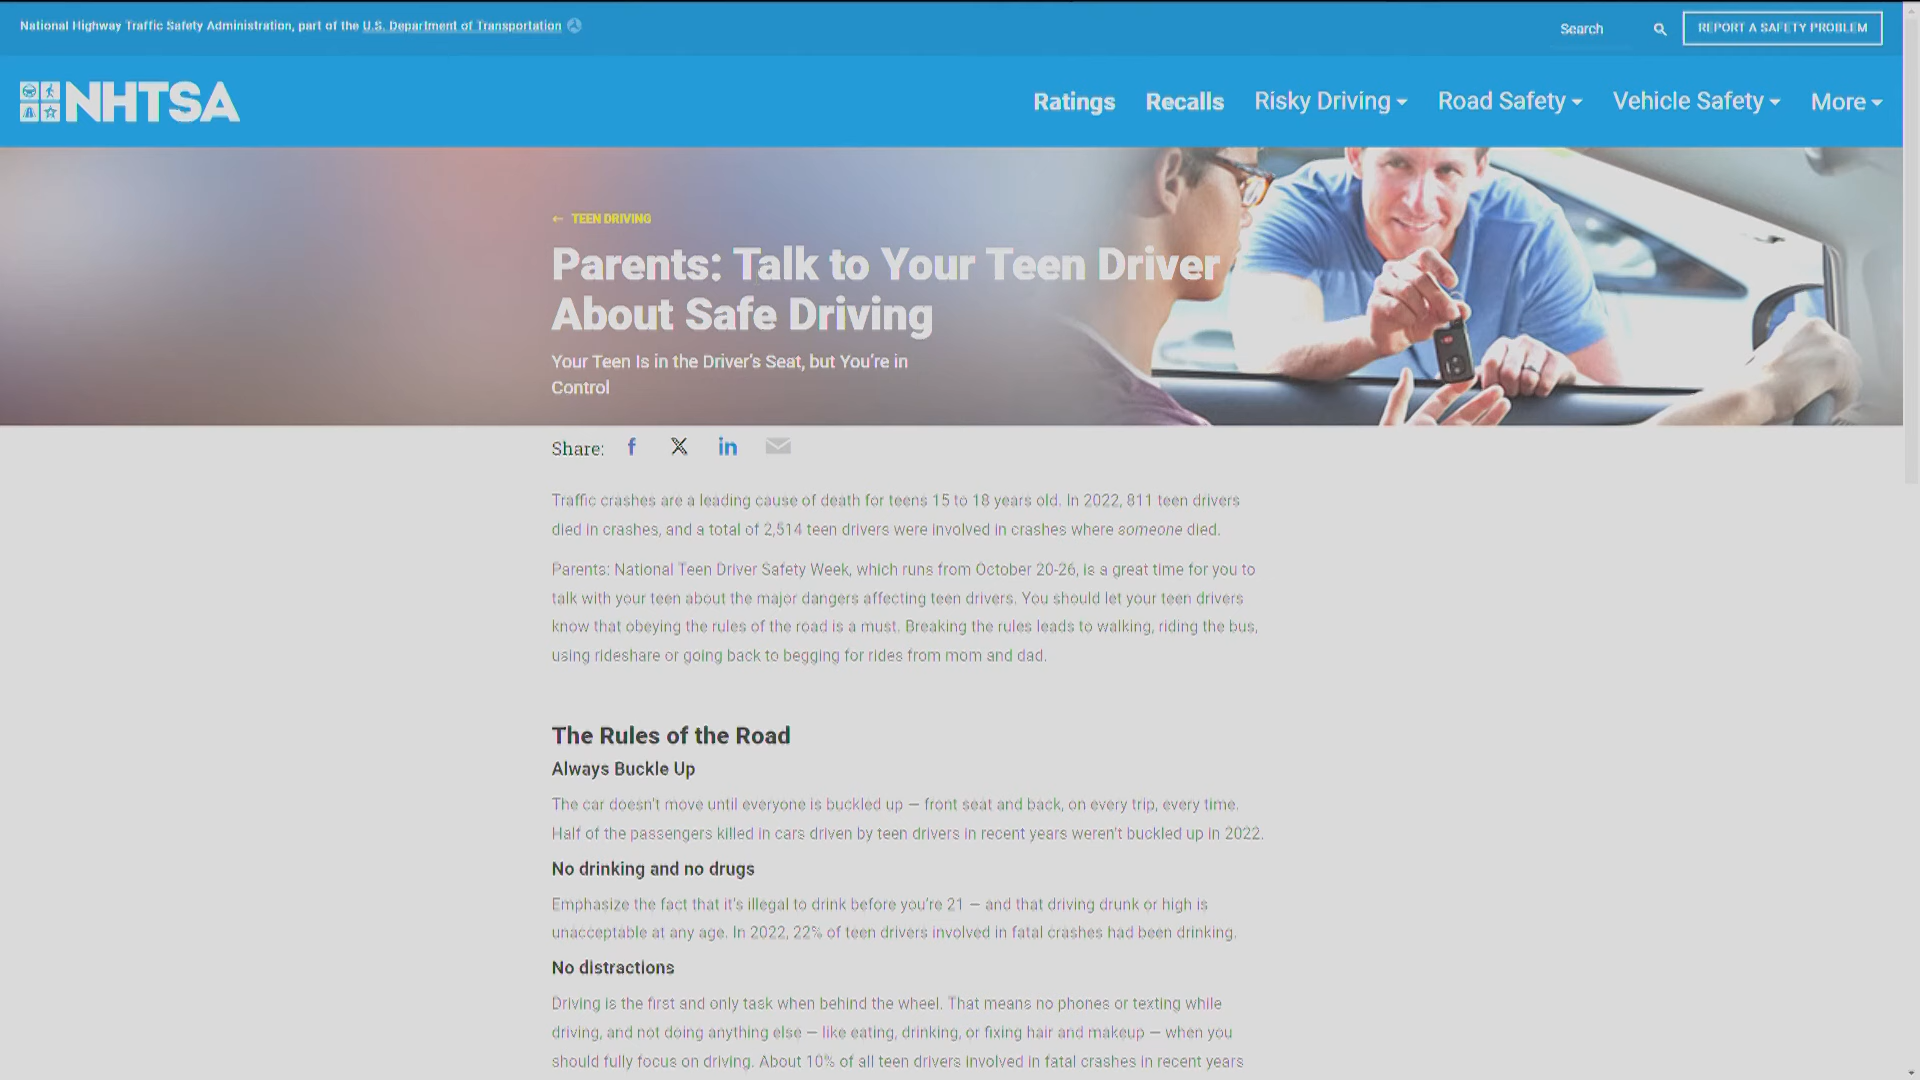 National Highway Traffic Safety Administration, part of the U.S. Department of Transportation
Search
REPORT A SAFETY PROBLEM
NHTSA
Ratings
Recalls
Risky Driving
Road Safety
Vehicle Safety
More
← TEEN DRIVING
Parents: Talk to Your Teen Driver
About Safe Driving
Your Teen Is in the Driver's Seat, but You're in
Control
Share:
Traffic crashes are a leading cause of death for teens 15 to 18 years old. In 2022, 811 teen drivers
died in crashes, and a total of 2,514 teen drivers were involved in crashes where someone died.
Parents: National Teen Driver Safety Week, which runs from October 20-26, is a great time for you to
talk with your teen about the major dangers affecting teen drivers. You should let your teen drivers
know that obeying the rules of the road is a must. Breaking the rules leads to walking, riding the bus,
using rideshare or going back to begging for rides from mom and dad.
The Rules of the Road
Always Buckle Up
The car doesn't move until everyone is buckled up — front seat and back, on every trip, every time.
Half of the passengers killed in cars driven by teen drivers in recent years weren't buckled up in 2022.
No drinking and no drugs
Emphasize the fact that it's illegal to drink before you're 21 — and that driving drunk or high is
unacceptable at any age. In 2022, 22% of teen drivers involved in fatal crashes had been drinking.
No distractions
Driving is the first and only task when behind the wheel. That means no phones or texting while
driving, and not doing anything else — like eating, drinking, or fixing hair and makeup — when you
should fully focus on driving. About 10% of all teen drivers involved in fatal crashes in recent years